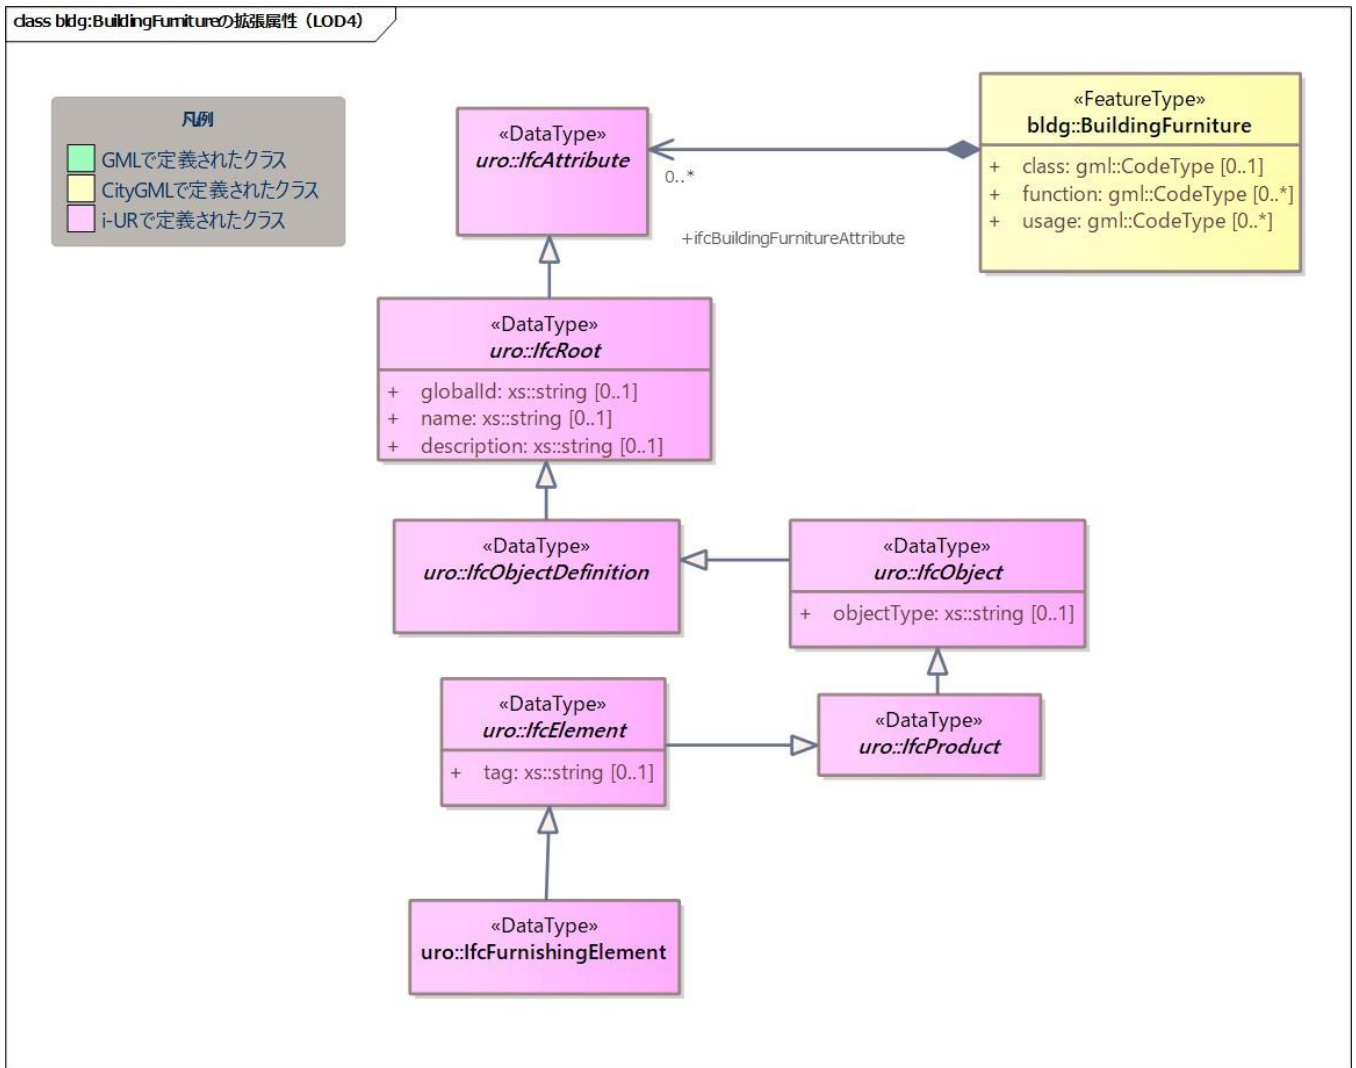 class bldg:BuildingFurnitureの拡張属性（LOD4）
凡例
GMLで定義されたクラス
CityGMLで定義されたクラス
i-URで定義されたクラス
«DataType»
uro::IfcAttribute
0..*
+ifcBuildingFurnitureAttribute
«FeatureType»
bldg::BuildingFurniture
+ class: gml::CodeType [0..1]
+ function: gml::CodeType [0..*]
+ usage: gml::CodeType [0..*]
«DataType»
uro::IfcRoot
+ globalId: xs::string [0..1]
+ name: xs::string [0..1]
+ description: xs::string [0..1]
«DataType»
uro::IfcObjectDefinition
«DataType»
uro::IfcObject
+ objectType: xs::string [0..1]
«DataType»
uro::IfcElement
+ tag: xs::string [0..1]
«DataType»
uro::IfcProduct
«DataType»
uro::IfcFurnishingElement